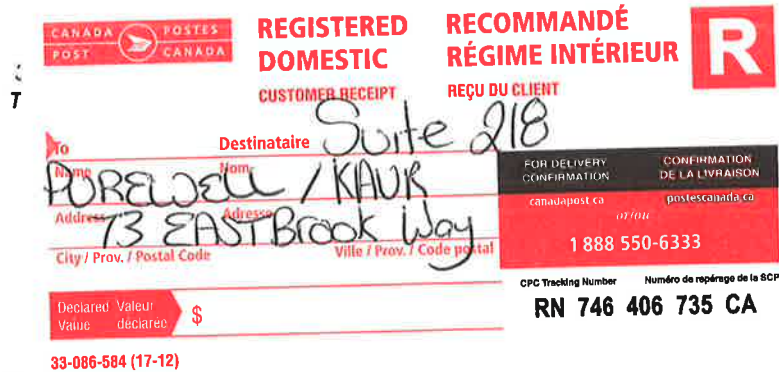 CANADA POSTES
POST CANADA
REGISTERED DOMESTIC
CUSTOMER RECEIPT
RECOMMANDÉ RÉGIME INTÉRIEUR
REÇU DU CLIENT
R
T
To Destinataire Suite 218
Name Nom
PUREWELL / KAUR
Address Adresse
73 EASTBrook Way
City / Prov. / Postal Code Ville / Prov. / Code postal
FOR DELIVERY CONFIRMATION
CONFIRMATION DE LA LIVRAISON
canadapost.ca postescanada.ca
or/ou
1 888 550-6333
CPC Tracking Number Numéro de repérage de la SCP
RN 746 406 735 CA
Declared Value Valeur déclarée $
33-086-584 (17-12)